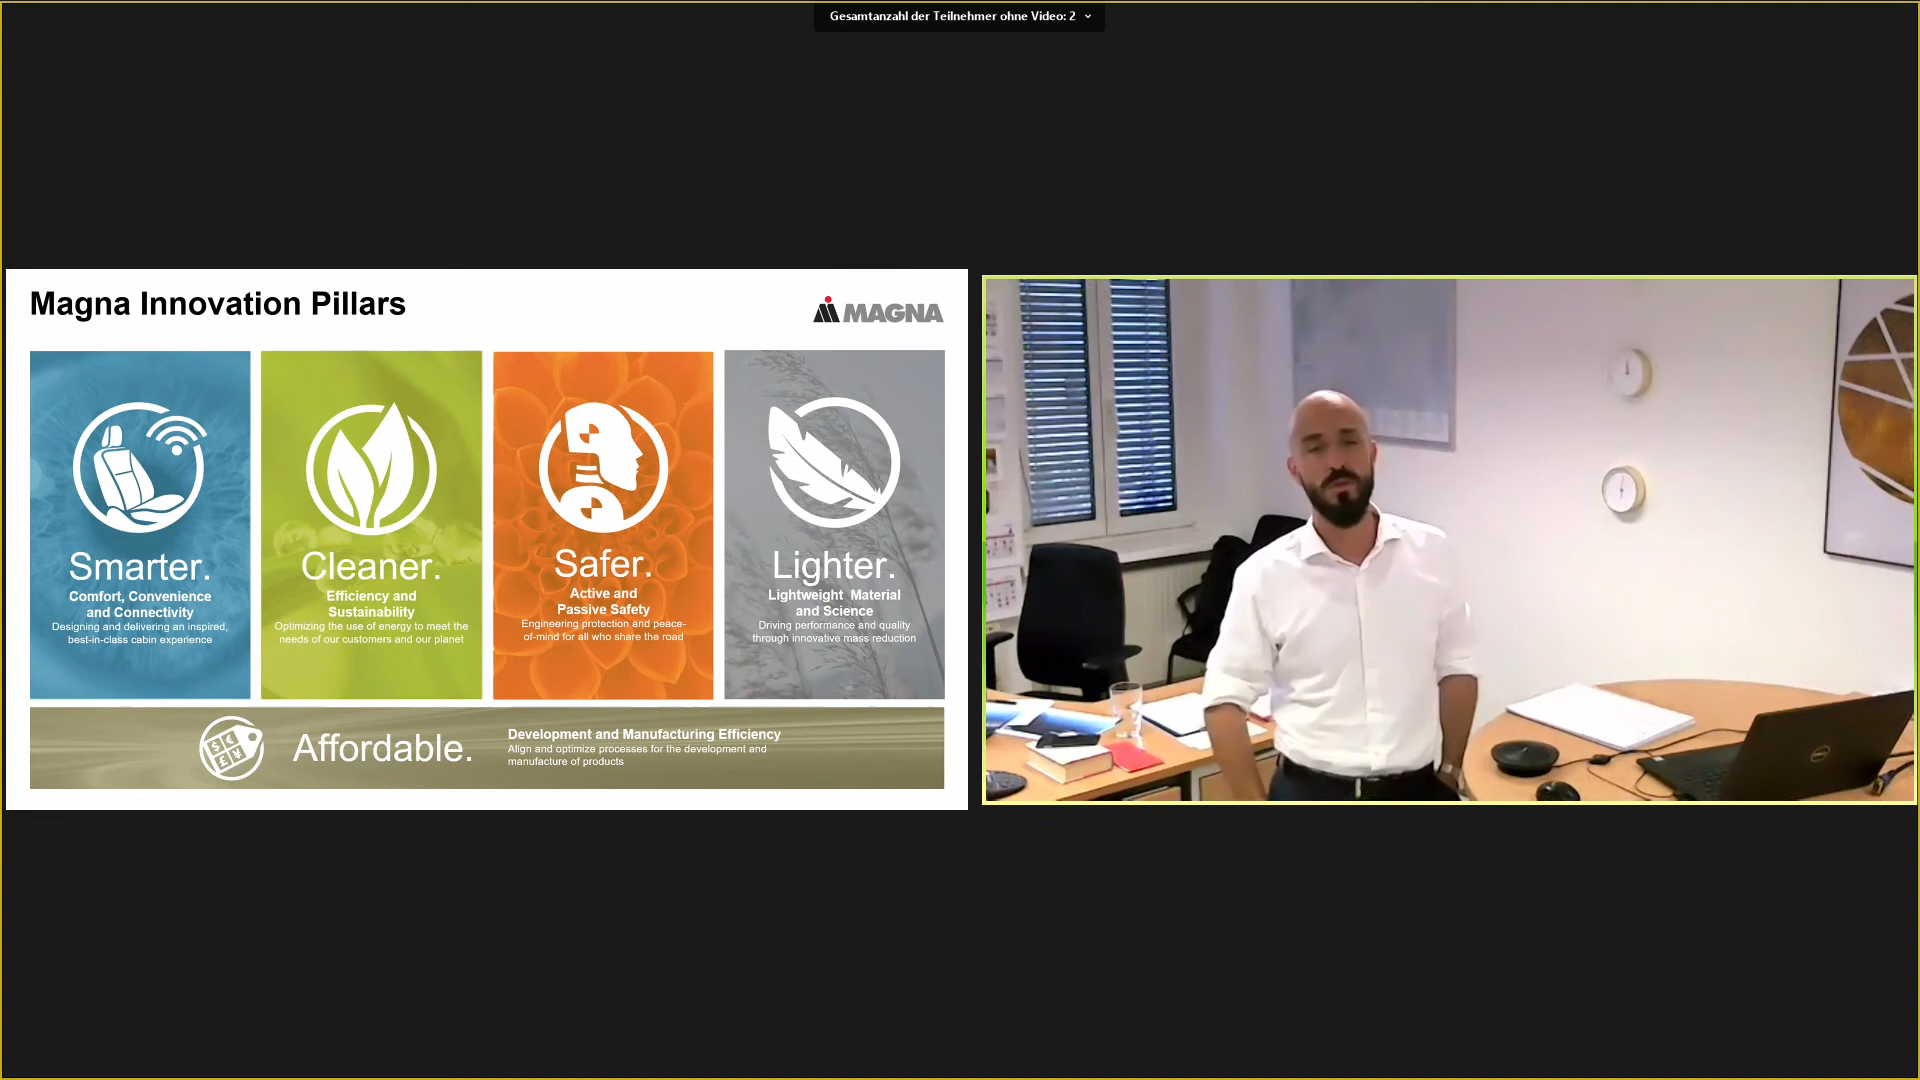 Gesamtanzahl der Teilnehmer ohne Video: 2
Magna Innovation Pillars
MAGNA
Smarter.
Comfort, Convenience
and Connectivity
Designing and delivering an inspired,
best-in-class cabin experience
Cleaner.
Efficiency and
Sustainability
Optimizing the use of energy to meet the
needs of our customers and our planet
Safer.
Active and
Passive Safety
Engineering protection and peace-
of-mind for all who share the road
Lighter.
Lightweight Material
and Science
Driving performance and quality
through innovative mass reduction
$ € £ ¥
Affordable.
Development and Manufacturing Efficiency
Align and optimize processes for the development and
manufacture of products
DELL